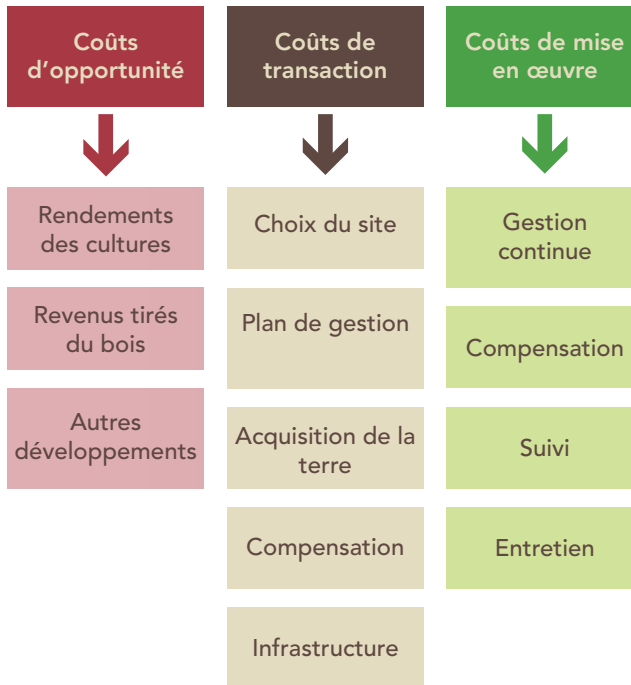 Coûts
d'opportunité
Rendements
des cultures
Revenus tirés
du bois
Autres
développements
Coûts de
transaction
Choix du site
Plan de gestion
Acquisition de la
terre
Compensation
Infrastructure
Coûts de mise
en œuvre
Gestion
continue
Compensation
Suivi
Entretien